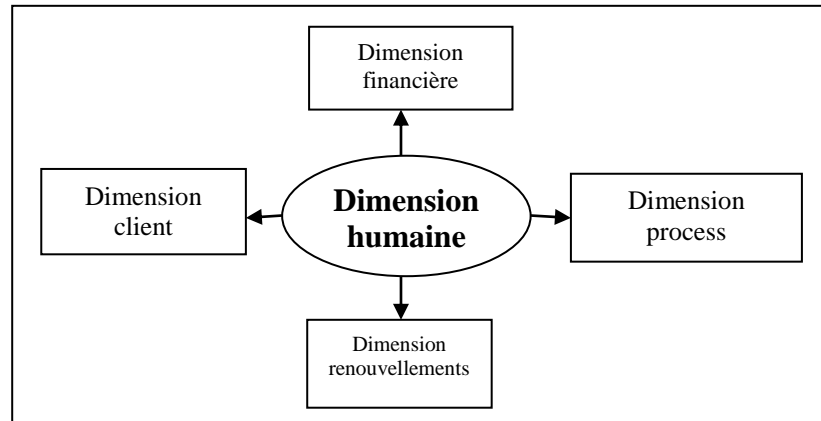 Dimension
financière
Dimension
client
Dimension
humaine
Dimension
process
Dimension
renouvellements